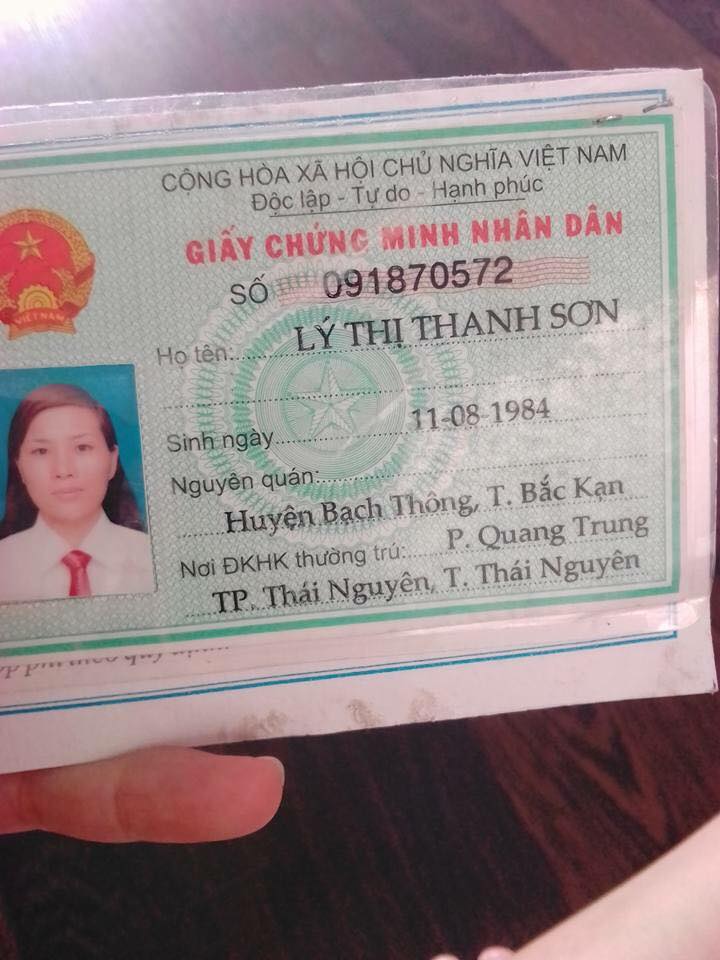 CỘNG HÒA XÃ HỘI CHỦ NGHĨA VIỆT NAM
Độc lập - Tự do - Hạnh phúc
GIẤY CHỨNG MINH NHÂN DÂN
SỐ 091870572
Họ tên: LÝ THỊ THANH SƠN
Sinh ngày 11-08-1984
Nguyên quán:
Huyện Bạch Thông, T. Bắc Kạn
Nơi ĐKHK thường trú: P. Quang Trung
TP. Thái Nguyên, T. Thái Nguyên
VIỆT NAM